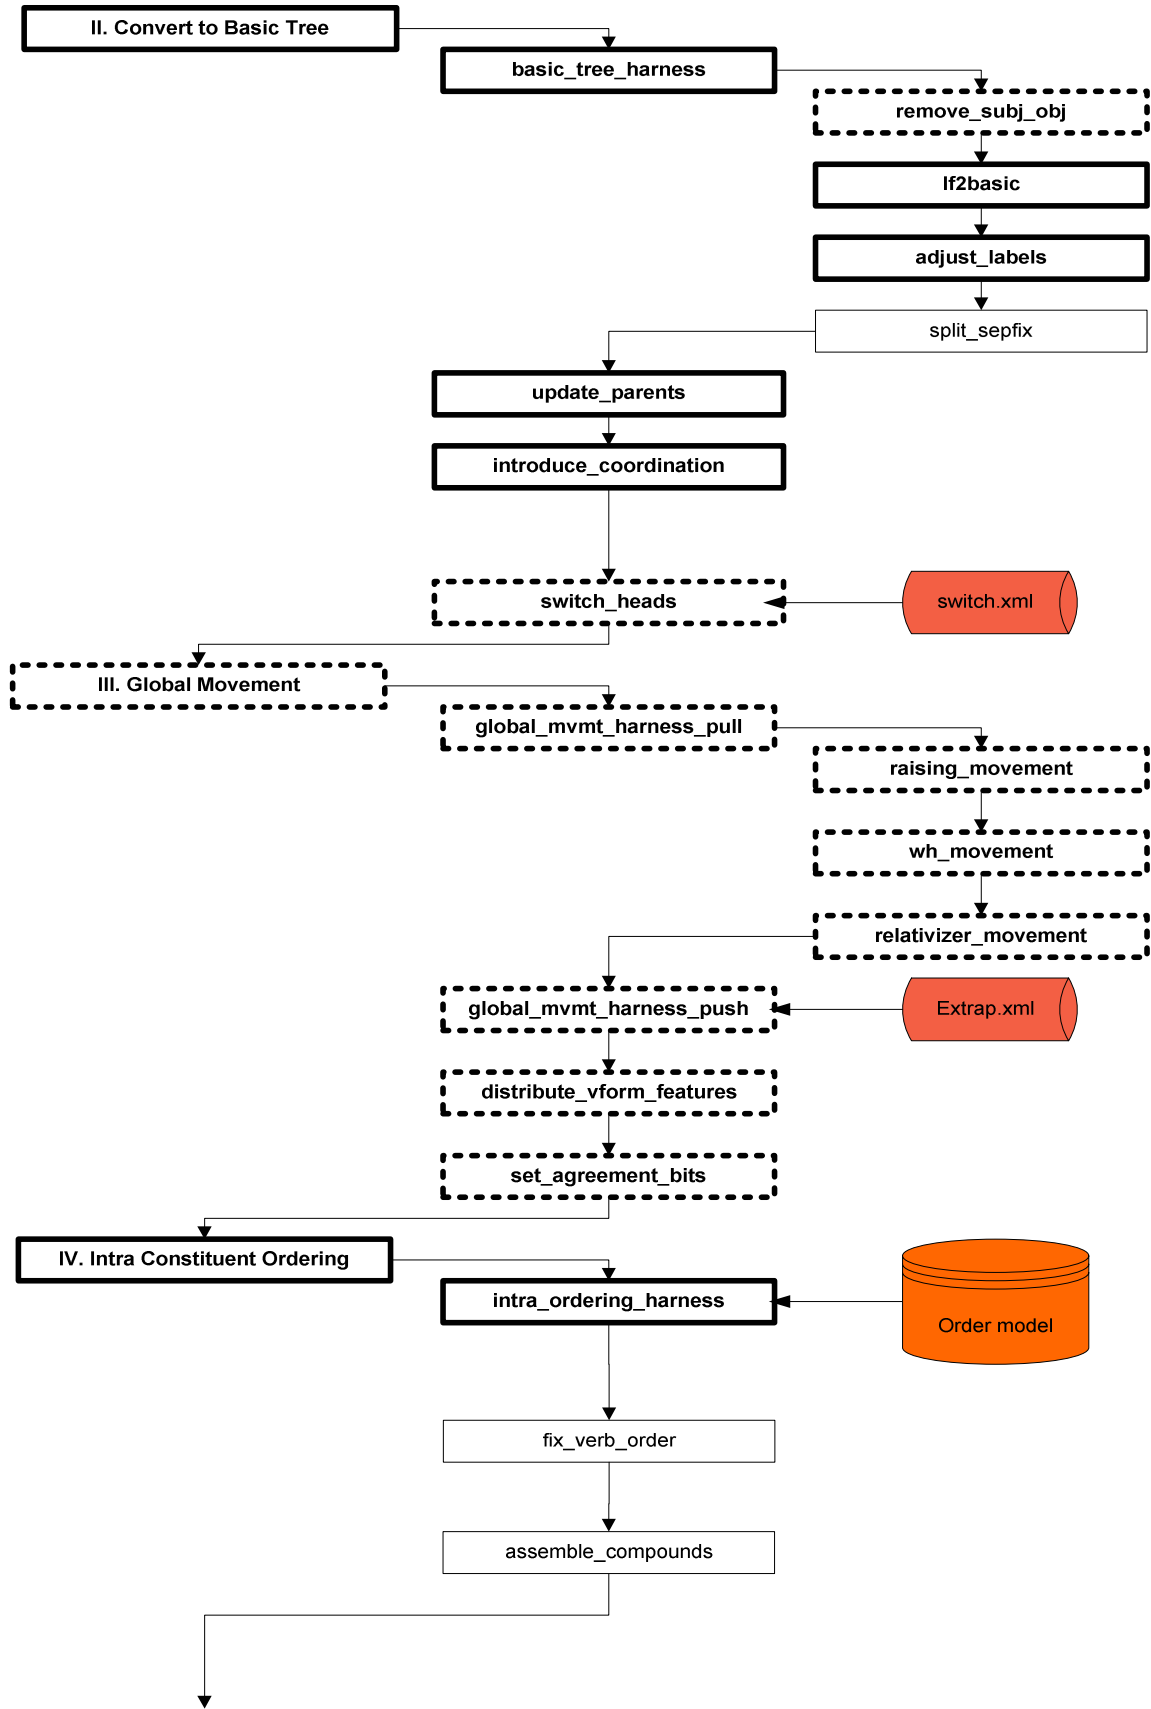 II. Convert to Basic Tree
basic_tree_harness
remove_subj_obj
lf2basic
adjust_labels
split_sepfix
update_parents
introduce_coordination
switch_heads
switch.xml
III. Global Movement
global_mvmt_harness_pull
raising_movement
wh_movement
relativizer_movement
global_mvmt_harness_push
Extrap.xml
distribute_vform_features
set_agreement_bits
IV. Intra Constituent Ordering
intra_ordering_harness
Order model
fix_verb_order
assemble_compounds